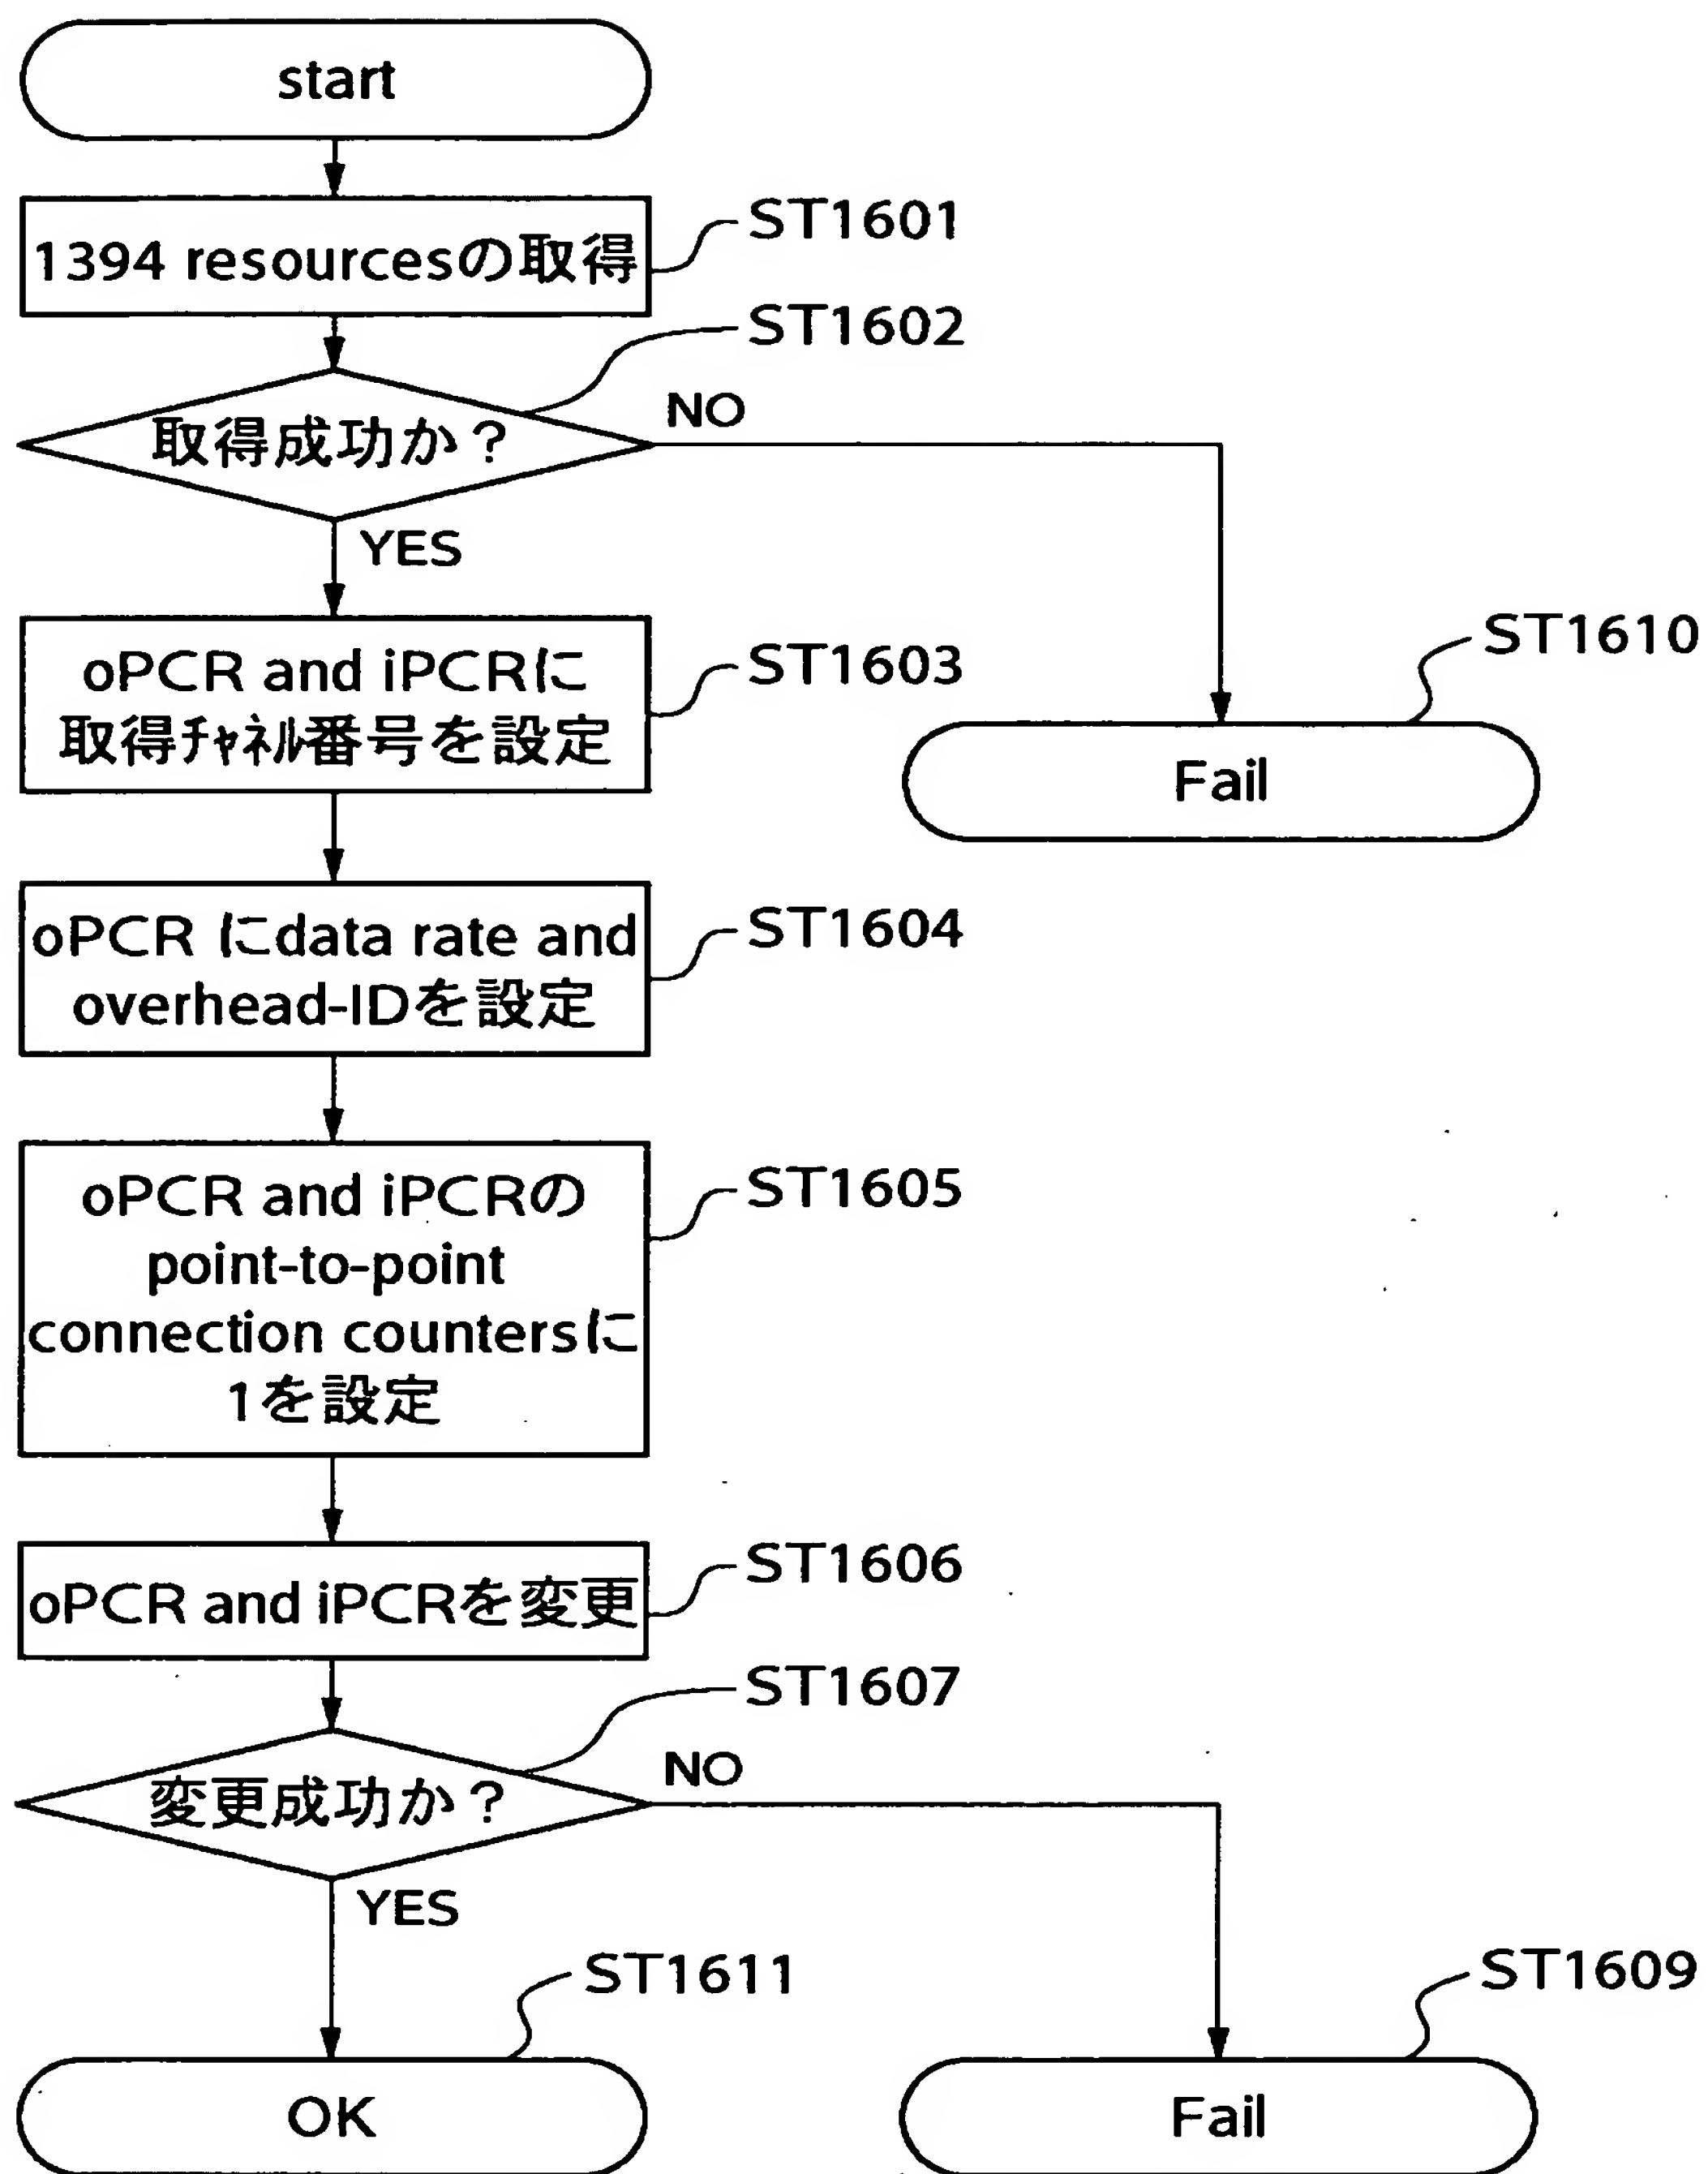 start
1394 resourcesの取得
ST1601
ST1602
取得成功か？
NO
YES
oPCR and iPCRに
取得ﾁｬﾈﾙ番号を設定
ST1603
ST1610
Fail
oPCR にdata rate and
overhead-IDを設定
ST1604
oPCR and iPCRの
point-to-point
connection countersに
1を設定
ST1605
oPCR and iPCRを変更
ST1606
ST1607
変更成功か？
NO
YES
ST1611
OK
ST1609
Fail